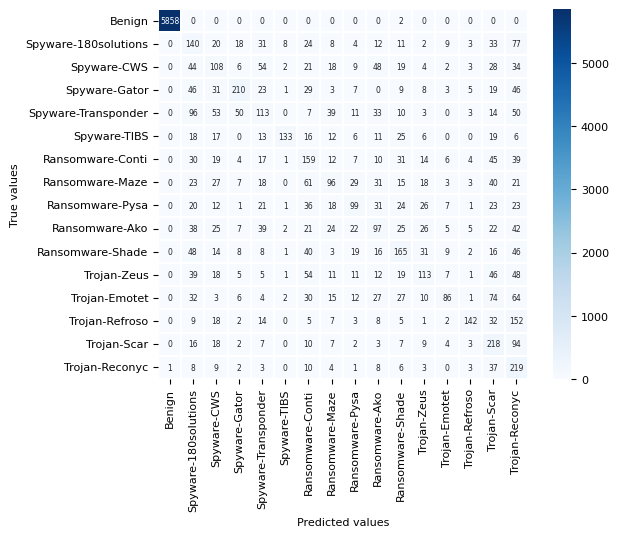 Benign 5858 0 0 0 0 0 0 0 0 0 2 0 0 0 0 0
Spyware-180solutions 0 140 20 18 31 8 24 8 4 12 11 2 9 3 33 77
Spyware-CWS 0 44 108 6 54 2 21 18 9 48 19 4 2 3 28 34
Spyware-Gator 0 46 31 210 23 1 29 3 7 0 9 8 3 5 19 46
Spyware-Transponder 0 96 53 50 113 0 7 39 11 33 10 3 0 3 14 50
Spyware-TIBS 0 18 17 0 13 133 16 12 6 11 25 6 0 0 19 6
Ransomware-Conti 0 30 19 4 17 1 159 12 7 10 31 14 6 4 45 39
Ransomware-Maze 0 23 27 7 18 0 61 96 29 31 15 18 3 3 40 21
Ransomware-Pysa 0 20 12 1 21 1 36 18 99 31 24 26 7 1 23 23
Ransomware-Ako 0 38 25 7 39 2 21 24 22 97 25 26 5 5 22 42
Ransomware-Shade 0 48 14 8 8 1 40 3 19 16 165 31 9 2 16 46
Trojan-Zeus 0 39 18 5 5 1 54 11 11 12 19 113 7 1 46 48
Trojan-Emotet 0 32 3 6 4 2 30 15 12 27 27 10 86 1 74 64
Trojan-Refroso 0 9 18 2 14 0 5 7 3 8 5 1 2 142 32 152
Trojan-Scar 0 16 18 2 7 0 10 7 2 3 7 9 4 3 218 94
Trojan-Reconyc 1 8 9 2 3 0 10 4 1 8 6 3 0 3 37 219
True values
Benign
Spyware-180solutions
Spyware-CWS
Spyware-Gator
Spyware-Transponder
Spyware-TIBS
Ransomware-Conti
Ransomware-Maze
Ransomware-Pysa
Ransomware-Ako
Ransomware-Shade
Trojan-Zeus
Trojan-Emotet
Trojan-Refroso
Trojan-Scar
Trojan-Reconyc
Predicted values
5000
4000
3000
2000
1000
0